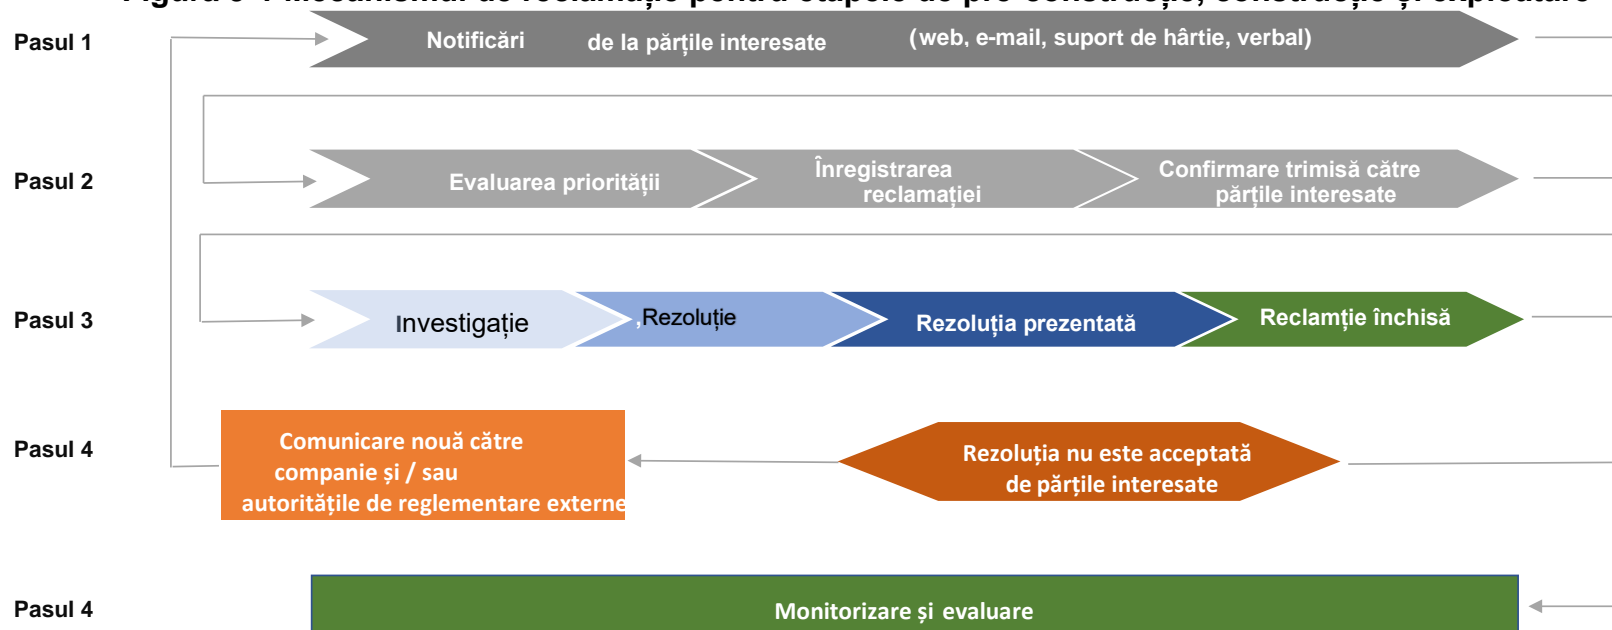 Pasul 1
Notificări de la părțile interesate (web, e-mail, suport de hârtie, verbal)
Pasul 2
Evaluarea priorității
Înregistrarea
reclamației
Confirmare trimisă către
părțile interesate
Pasul 3
Investigație
,Rezoluție
Rezoluția prezentată
Reclamție închisă
Pasul 4
Comunicare nouă către
companie și / sau
autoritățile de reglementare externe
Rezoluția nu este acceptată
de părțile interesate
Pasul 4
Monitorizare și evaluare